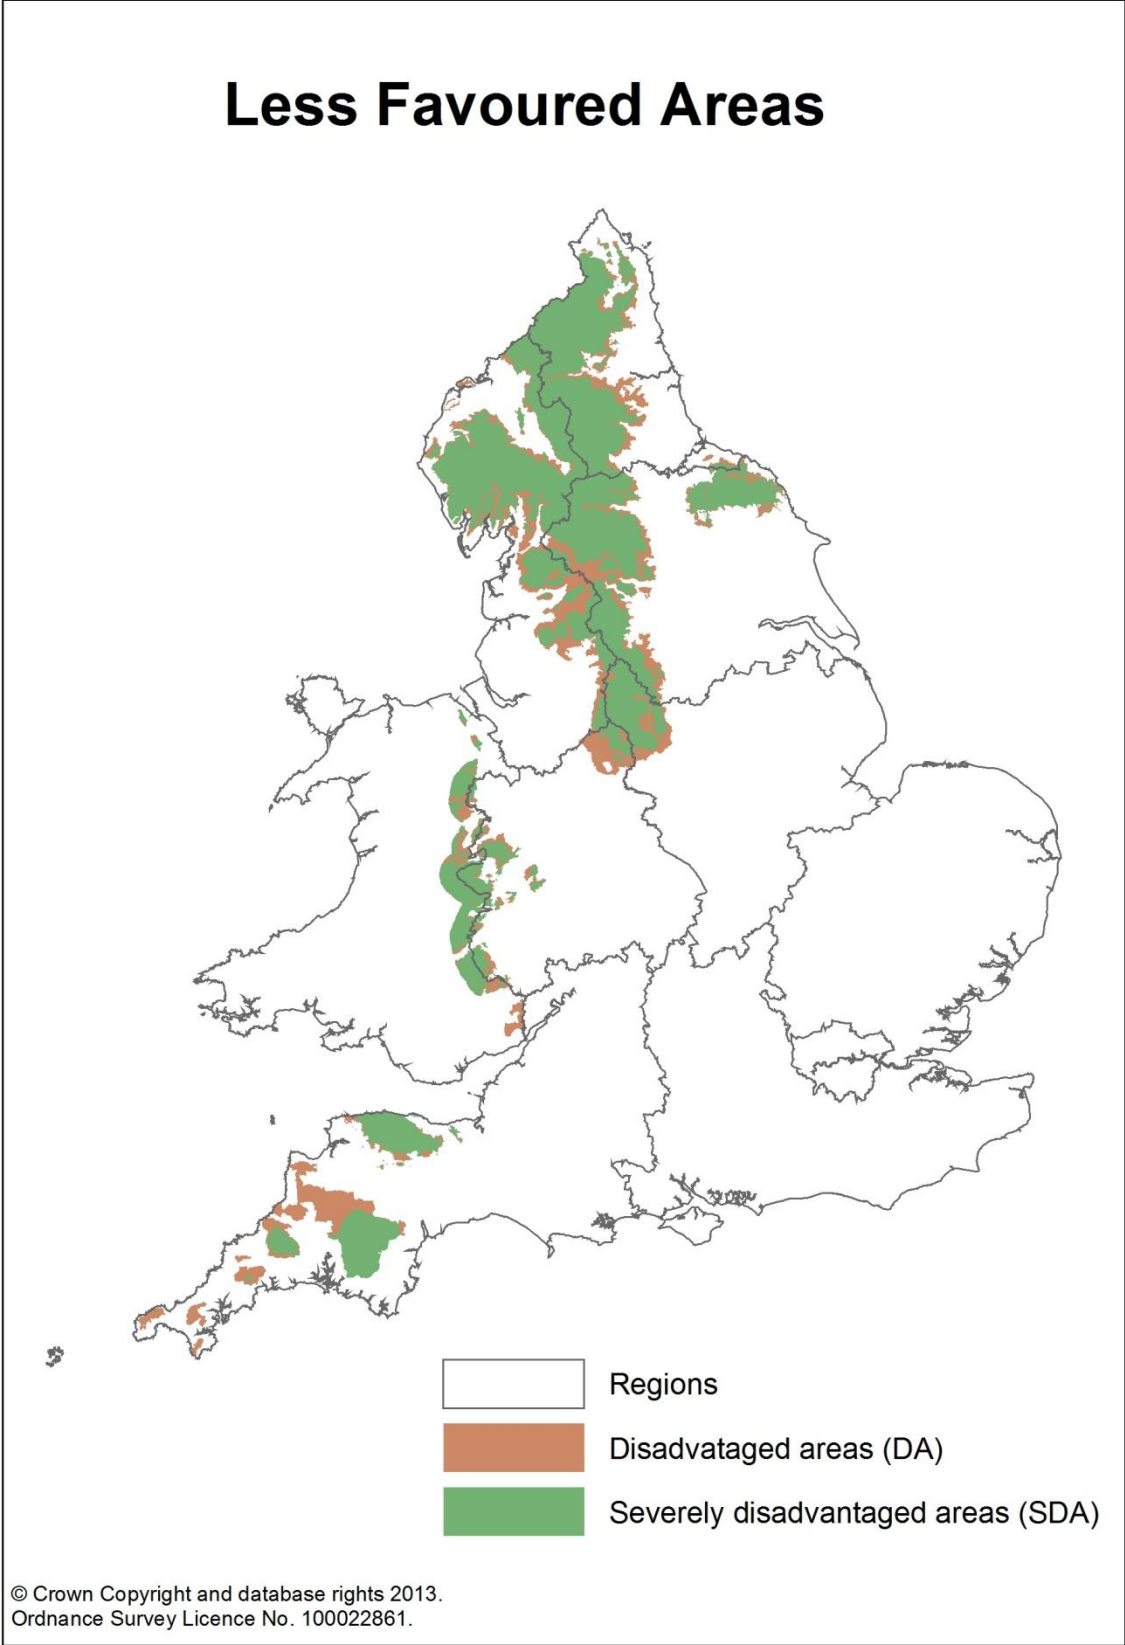 Less Favoured Areas
Regions
Disadvataged areas (DA)
Severely disadvantaged areas (SDA)
© Crown Copyright and database rights 2013.
Ordnance Survey Licence No. 100022861.